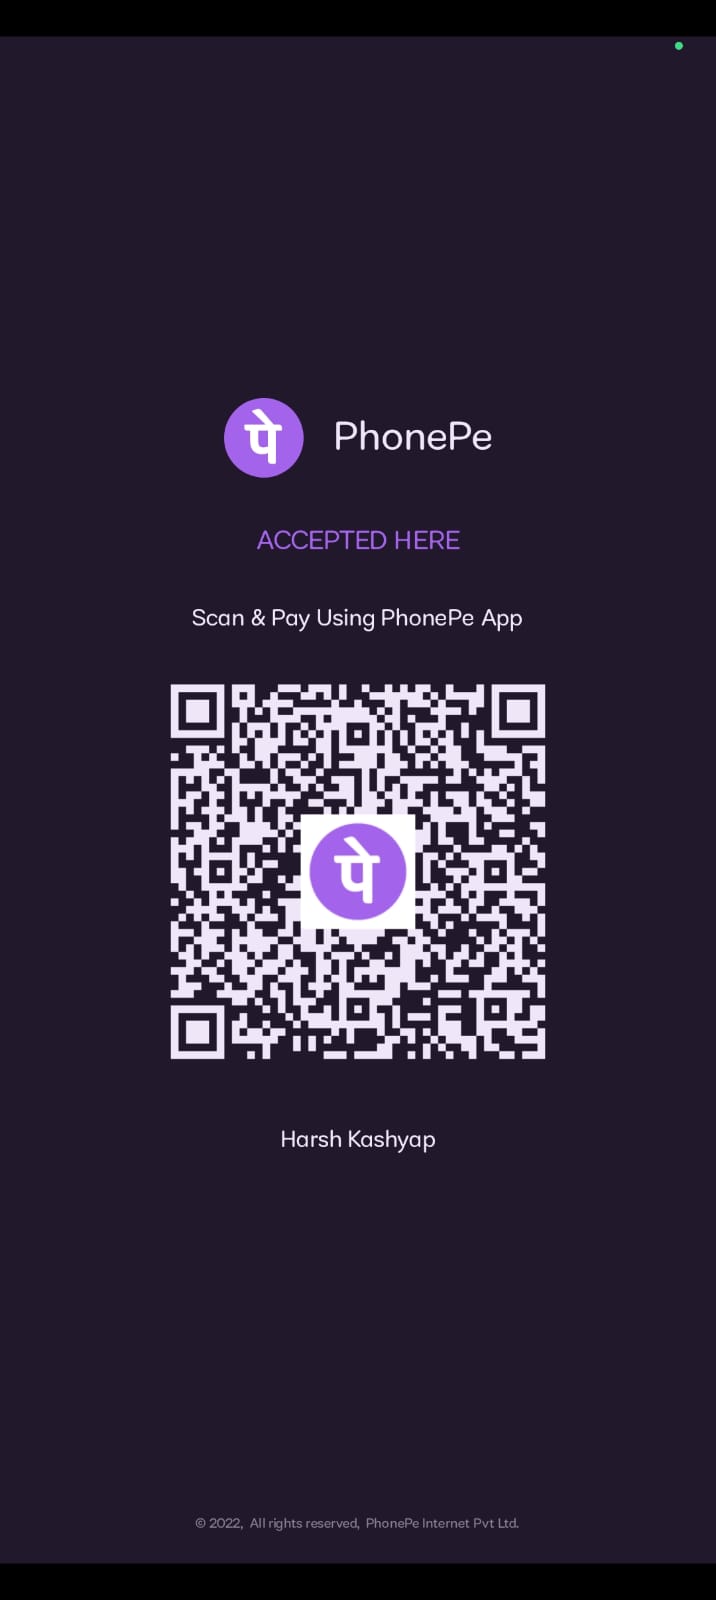 पे PhonePe
ACCEPTED HERE
Scan & Pay Using PhonePe App
पे
Harsh Kashyap
© 2022, All rights reserved, PhonePe Internet Pvt Ltd.